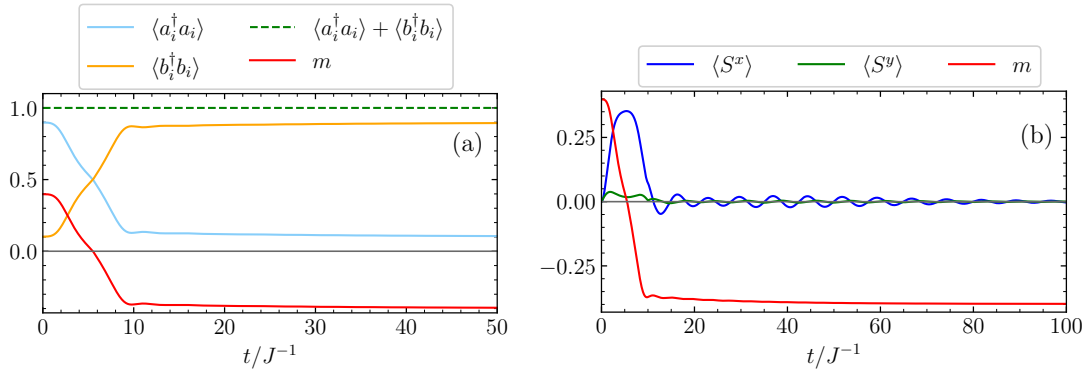 ⟨a_i^†a_i⟩
⟨b_i^†b_i⟩
⟨a_i^†a_i⟩ + ⟨b_i^†b_i⟩
m
1.0
0.5
0.0
(a)
0 10 20 30 40 50
t/J^{-1}
⟨S^x⟩ ⟨S^y⟩ m
0.25
0.00
−0.25
(b)
0 20 40 60 80 100
t/J^{-1}